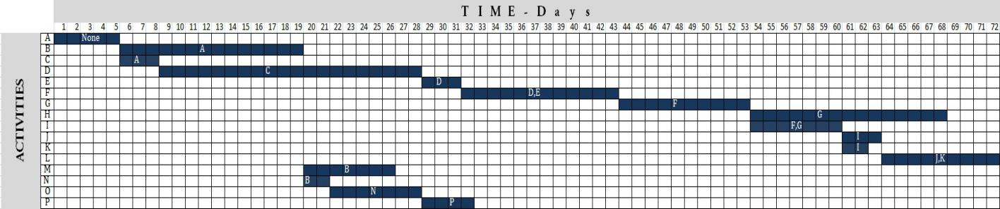 TIME-Days
1 2 3 4 5 6 7 8 9 10 11 12 13 14 15 16 17 18 19 20 21 22 23 24 25 26 27 28 29 30 31 32 33 34 35 36 37 38 39 40 41 42 43 44 45 46 47 48 49 50 51 52 53 54 55 56 57 58 59 60 61 62 63 64 65 66 67 68 69 70 71 72
ACTIVITIES
A None
B A
C A
D C
E D
F D,E
G F
H G
I F,G
J I
K I
L J,K
M B
N B
O N
P P